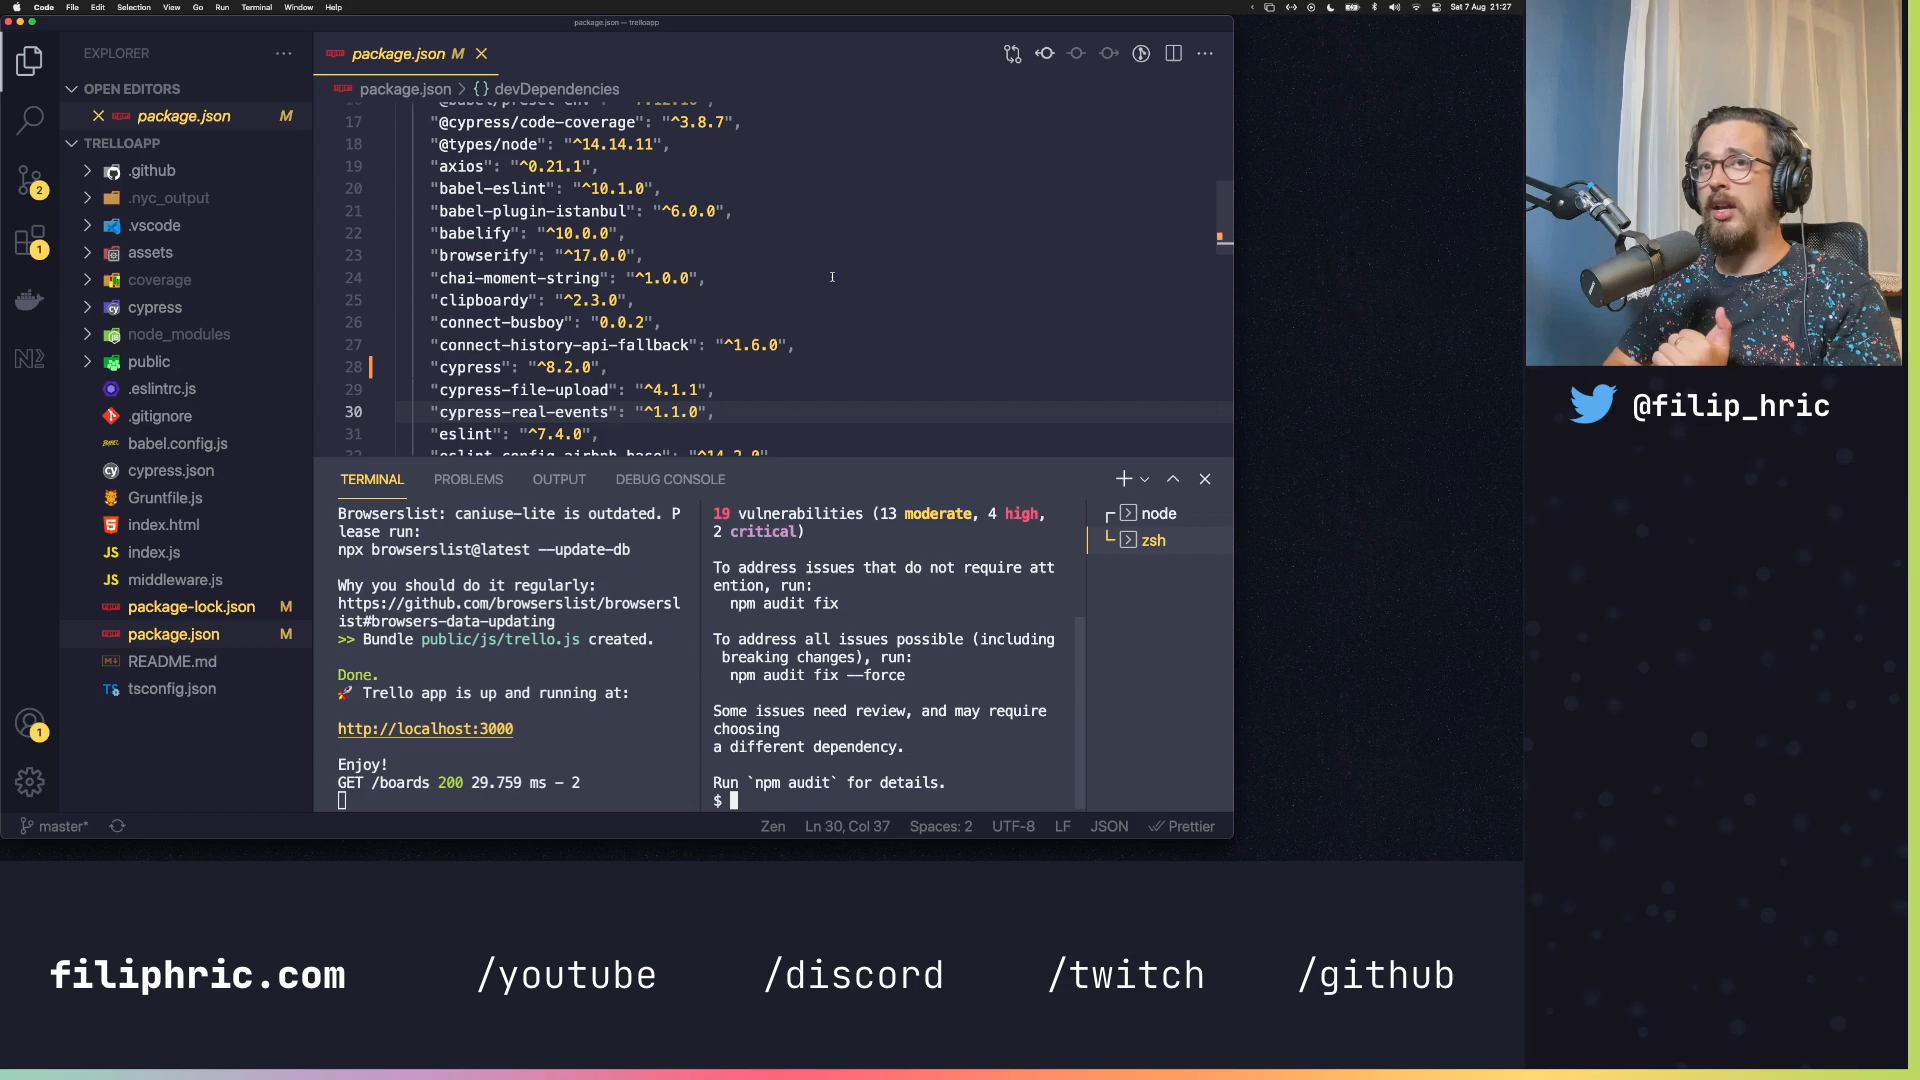 Code File Edit Selection View Go Run Terminal Window Help
Sat 7 Aug 21:27
package.json — trelloapp
EXPLORER
OPEN EDITORS
package.json M
TRELLOAPP
.github
.nyc_output
.vscode
assets
coverage
cypress
node_modules
public
.eslintrc.js
.gitignore
babel.config.js
cypress.json
Gruntfile.js
index.html
JS index.js
JS middleware.js
package-lock.json M
package.json M
README.md
TS tsconfig.json
2
1
1
package.json M
package.json > {} devDependencies
17 "@cypress/code-coverage": "^3.8.7",
18 "@types/node": "^14.14.11",
19 "axios": "^0.21.1",
20 "babel-eslint": "^10.1.0",
21 "babel-plugin-istanbul": "^6.0.0",
22 "babelify": "^10.0.0",
23 "browserify": "^17.0.0",
24 "chai-moment-string": "^1.0.0",
25 "clipboardy": "^2.3.0",
26 "connect-busboy": "0.0.2",
27 "connect-history-api-fallback": "^1.6.0",
28 "cypress": "^8.2.0",
29 "cypress-file-upload": "^4.1.1",
30 "cypress-real-events": "^1.1.0",
31 "eslint": "^7.4.0",
TERMINAL PROBLEMS OUTPUT DEBUG CONSOLE
Browserslist: caniuse-lite is outdated. P
lease run:
npx browserslist@latest --update-db
Why you should do it regularly:
https://github.com/browserslist/browsersl
ist#browsers-data-updating
>> Bundle public/js/trello.js created.
Done.
🚀 Trello app is up and running at:
http://localhost:3000
Enjoy!
GET /boards 200 29.759 ms - 2
19 vulnerabilities (13 moderate, 4 high,
2 critical)
To address issues that do not require att
ention, run:
npm audit fix
To address all issues possible (including
breaking changes), run:
npm audit fix --force
Some issues need review, and may require
choosing
a different dependency.
Run `npm audit` for details.
$
node
zsh
master*
Zen Ln 30, Col 37 Spaces: 2 UTF-8 LF JSON Prettier
@filip_hric
filiphric.com /youtube /discord /twitch /github